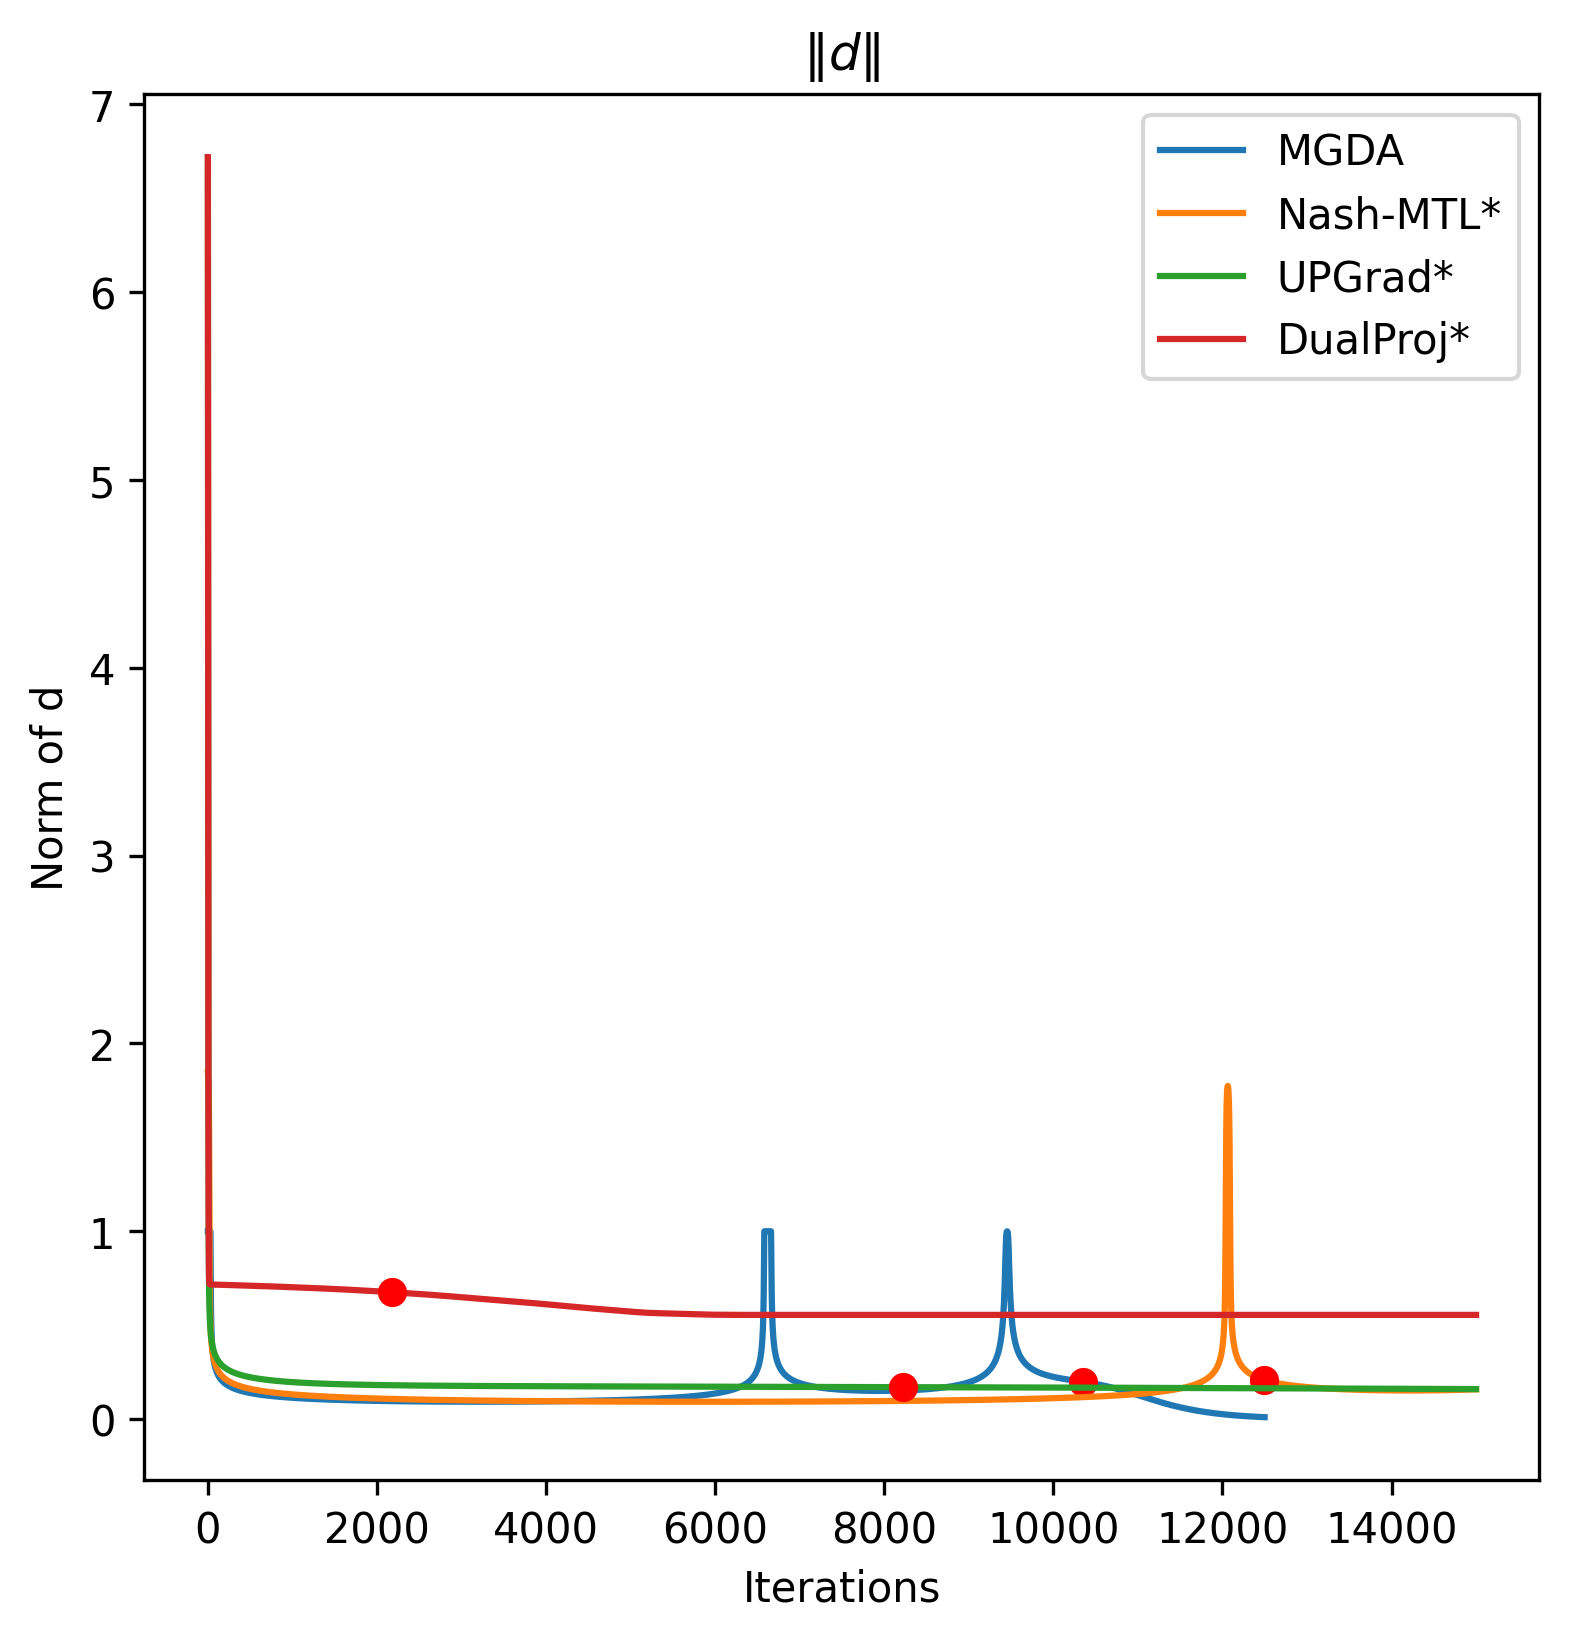 ‖d‖
7
6
5
4
3
2
1
0
Norm of d
MGDA
Nash-MTL*
UPGrad*
DualProj*
0 2000 4000 6000 8000 10000 12000 14000
Iterations